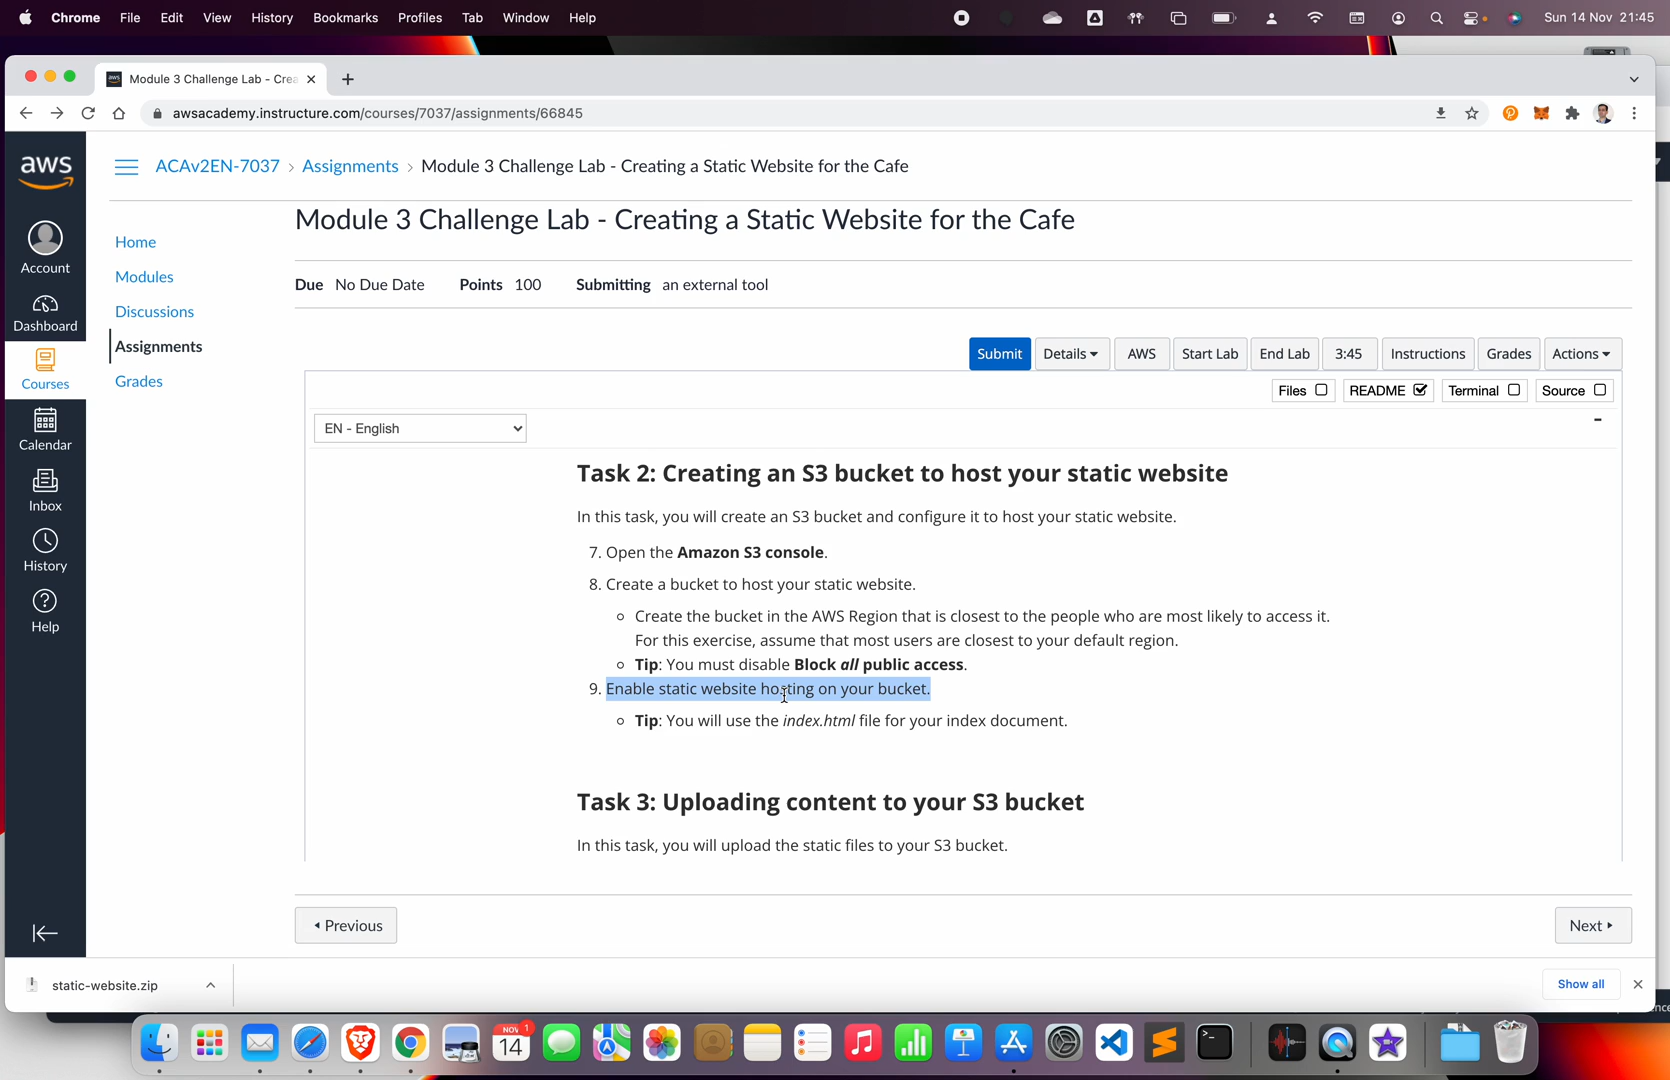 Chrome File Edit View History Bookmarks Profiles Tab Window Help Sun 14 Nov 21:45
Module 3 Challenge Lab - Crea
awsacademy.instructure.com/courses/7037/assignments/66845
aws
ACAv2EN-7037 › Assignments › Module 3 Challenge Lab - Creating a Static Website for the Cafe
Account
Dashboard
Courses
Calendar
Inbox
History
Help
Home
Modules
Discussions
Assignments
Grades
Module 3 Challenge Lab - Creating a Static Website for the Cafe
Due No Due Date Points 100 Submitting an external tool
Submit Details AWS Start Lab End Lab 3:45 Instructions Grades Actions
Files README Terminal Source
EN - English
Task 2: Creating an S3 bucket to host your static website
In this task, you will create an S3 bucket and configure it to host your static website.
7. Open the Amazon S3 console.
8. Create a bucket to host your static website.
Create the bucket in the AWS Region that is closest to the people who are most likely to access it.
For this exercise, assume that most users are closest to your default region.
Tip: You must disable Block all public access.
9. Enable static website hosting on your bucket.
Tip: You will use the index.html file for your index document.
Task 3: Uploading content to your S3 bucket
In this task, you will upload the static files to your S3 bucket.
Previous Next
static-website.zip Show all
NOV 14 1